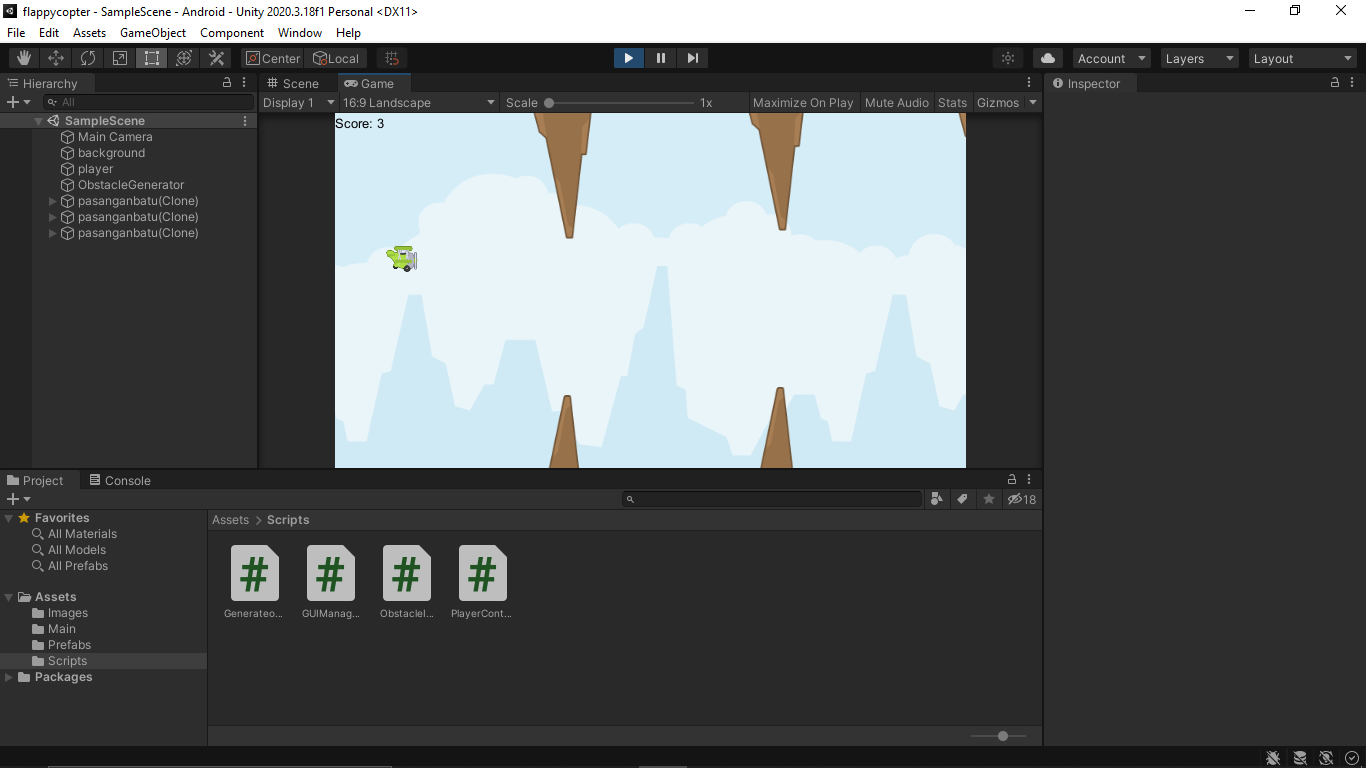 flappycopter - SampleScene - Android - Unity 2020.3.18f1 Personal <DX11>
File Edit Assets GameObject Component Window Help
Center Local Account Layers Layout
Hierarchy
All
SampleScene
Main Camera
background
player
ObstacleGenerator
pasanganbatu(Clone)
pasanganbatu(Clone)
pasanganbatu(Clone)
Scene Game
Display 1 16:9 Landscape Scale 1x Maximize On Play Mute Audio Stats Gizmos
Score: 3
Inspector
Project Console
18
Favorites
All Materials
All Models
All Prefabs
Assets
Images
Main
Prefabs
Scripts
Packages
Assets > Scripts
Generateo... GUIManag... ObstacleI... PlayerCont...